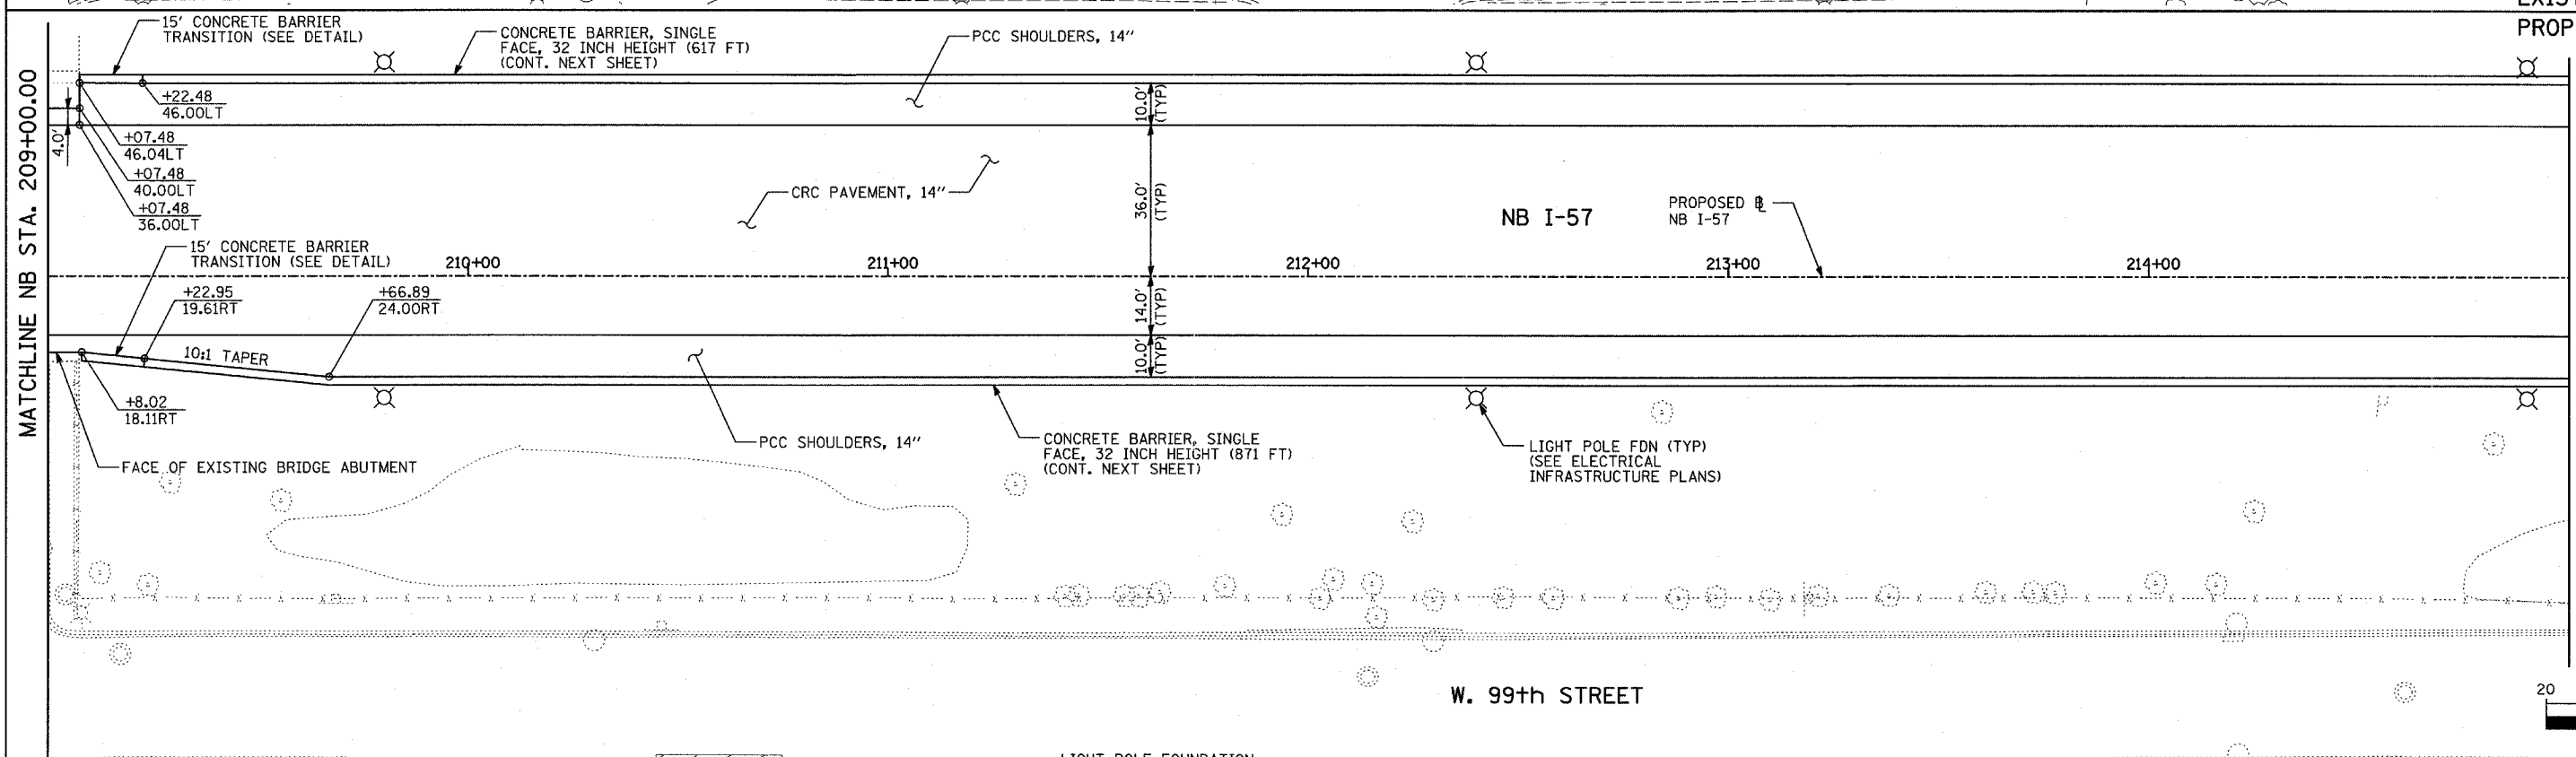 EXIS
PROP
15' CONCRETE BARRIER
TRANSITION (SEE DETAIL)
CONCRETE BARRIER, SINGLE
FACE, 32 INCH HEIGHT (617 FT)
(CONT. NEXT SHEET)
PCC SHOULDERS, 14"
MATCHLINE NB STA. 209+00.00
+22.48
46.00LT
4.0'
+07.48
46.04LT
+07.48
40.00LT
+07.48
36.00LT
10.0'
(TYP)
CRC PAVEMENT, 14"
36.0'
(TYP)
NB I-57
PROPOSED ℄
NB I-57
15' CONCRETE BARRIER
TRANSITION (SEE DETAIL)
210+00
211+00
212+00
213+00
214+00
+22.95
19.61RT
+66.89
24.00RT
14.0'
(TYP)
10:1 TAPER
10.0'
(TYP)
+8.02
18.11RT
FACE OF EXISTING BRIDGE ABUTMENT
PCC SHOULDERS, 14"
CONCRETE BARRIER, SINGLE
FACE, 32 INCH HEIGHT (871 FT)
(CONT. NEXT SHEET)
LIGHT POLE FDN (TYP)
(SEE ELECTRICAL
INFRASTRUCTURE PLANS)
W. 99th STREET
20
LIGHT POLE FOUNDATION